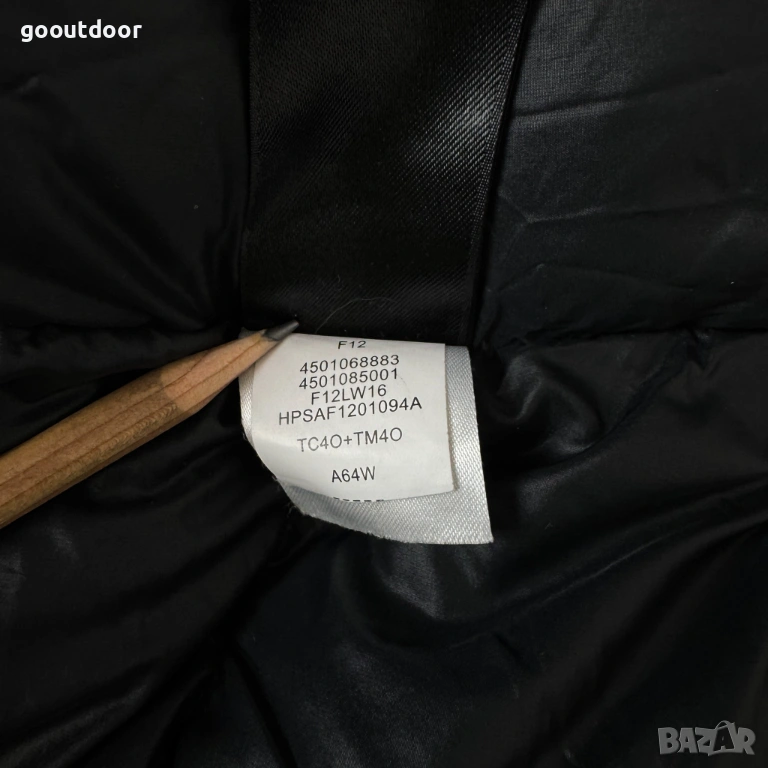 gooutdoor
F12
4501068883
4501085001
F12LW16
HPSAF1201094A
TC4O+TM4O
A64W
BAZAR